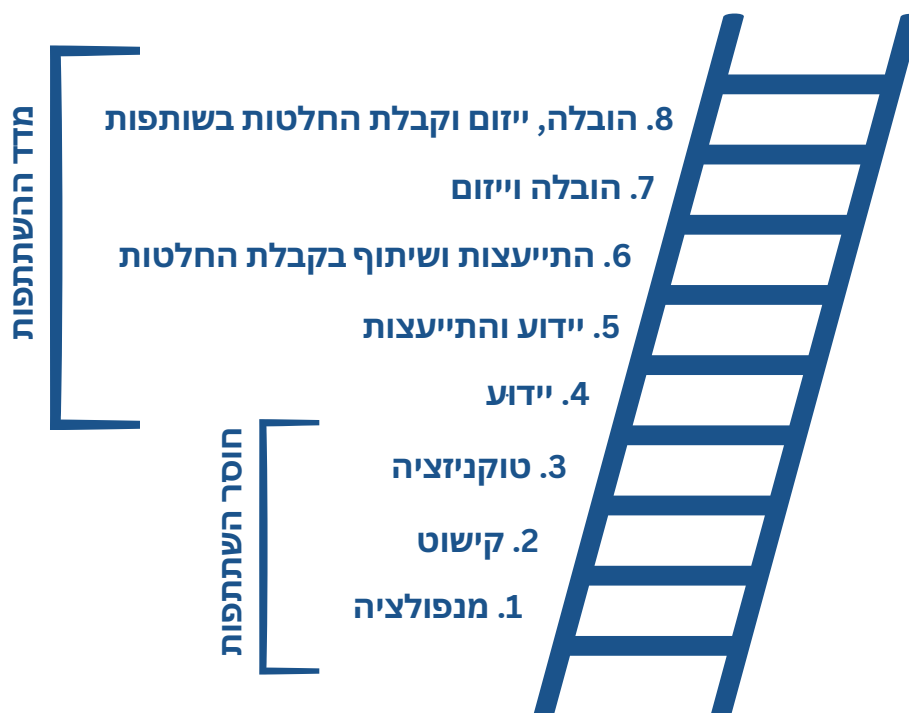 מדד ההשתתפות
8. הובלה, ייזום וקבלת החלטות בשותפות
7. הובלה וייזום
6. התייעצות ושיתוף בקבלת החלטות
5. יידוע והתייעצות
4. יידוּע
חוסר השתתפות
3. טוקניזציה
2. קישוט
1. מנפולציה